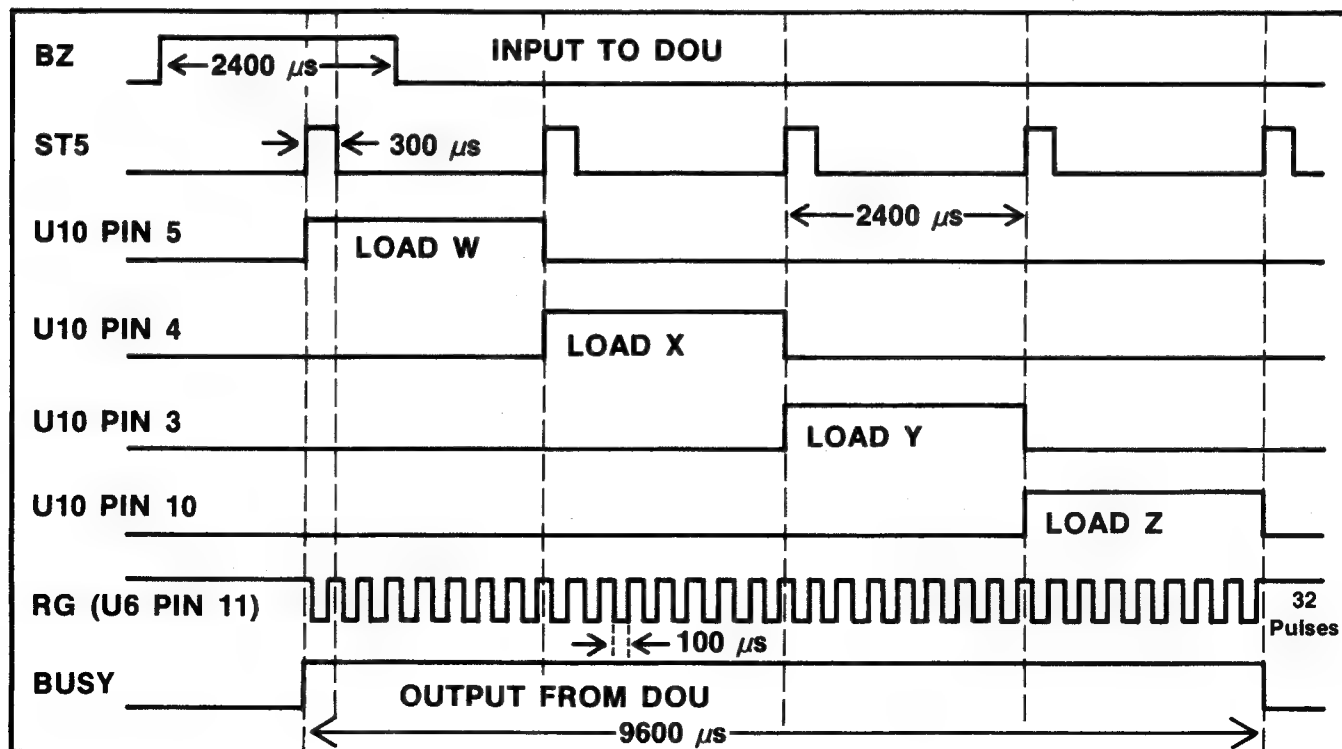 BZ
2400 μs
INPUT TO DOU
ST5
300 μs
2400 μs
U10 PIN 5
LOAD W
U10 PIN 4
LOAD X
U10 PIN 3
LOAD Y
U10 PIN 10
LOAD Z
RG (U6 PIN 11)
32
Pulses
100 μs
BUSY
OUTPUT FROM DOU
9600 μs